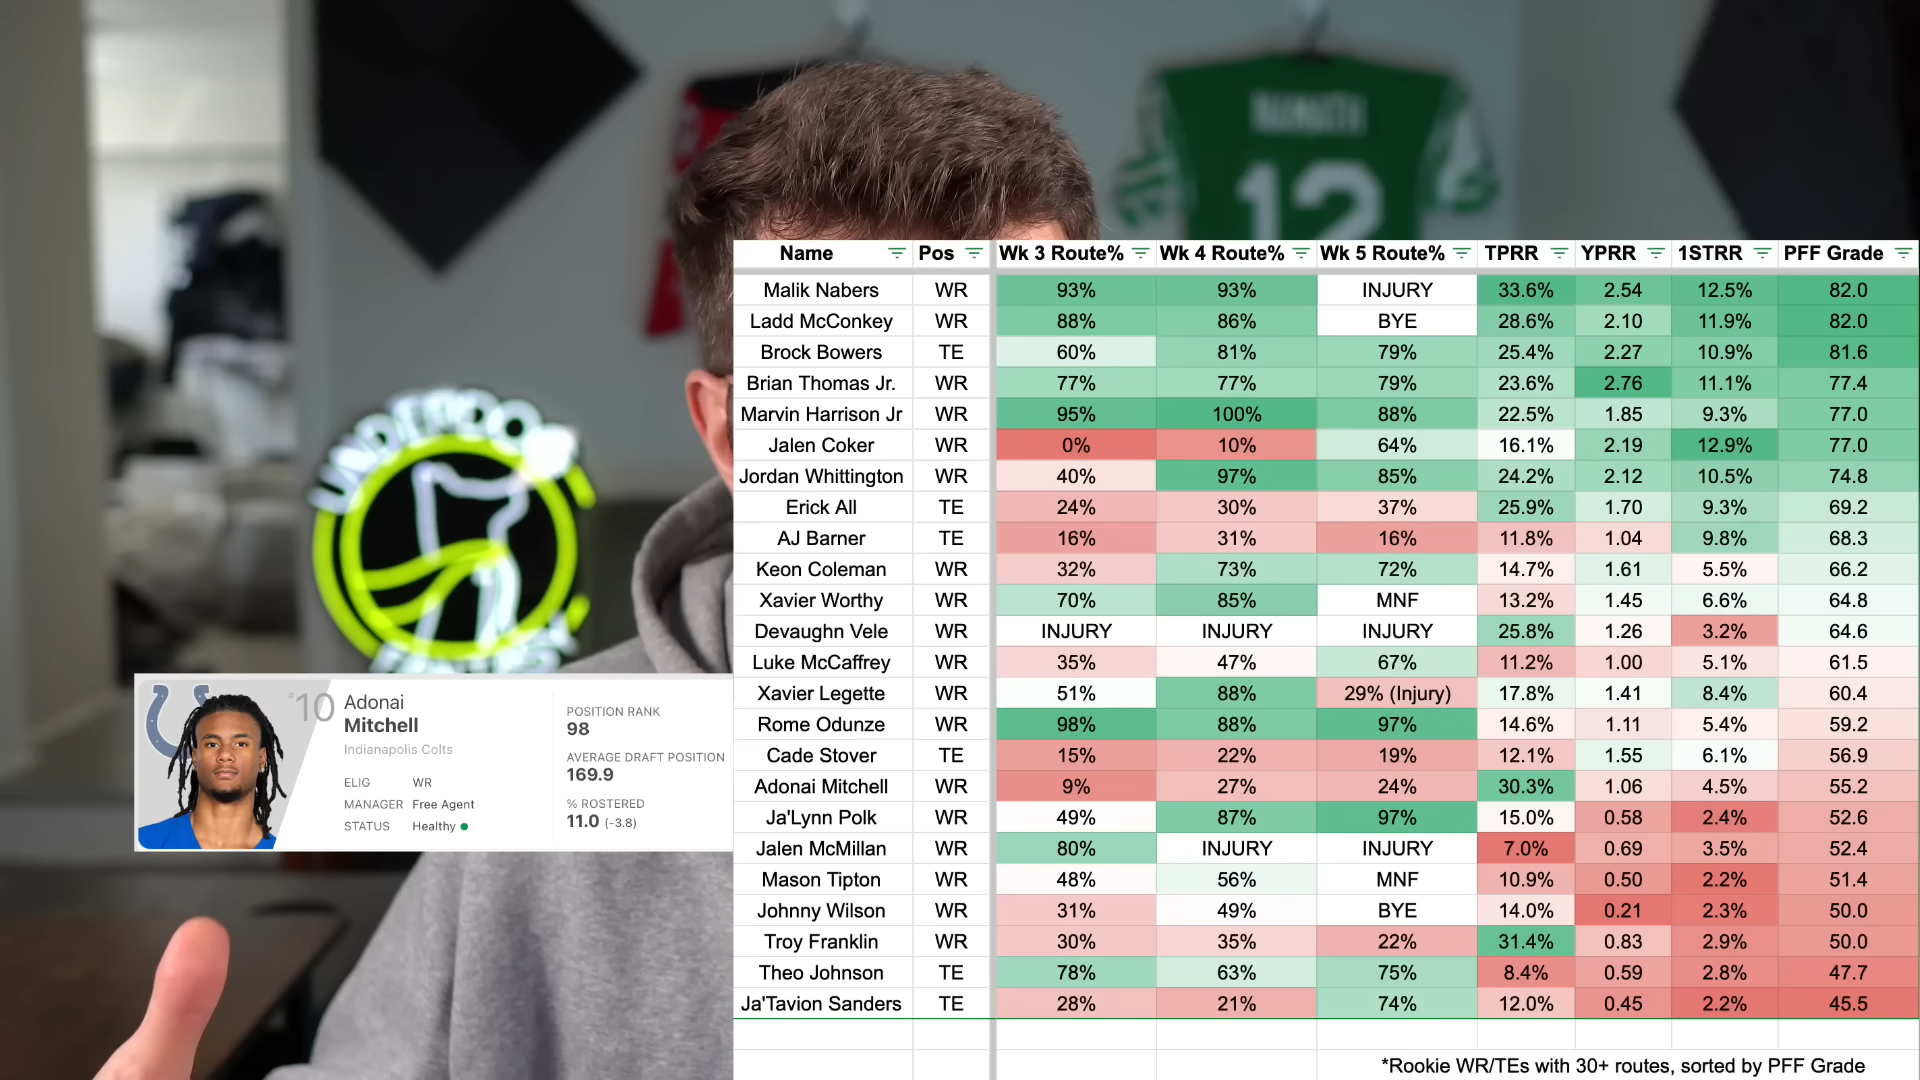 NAMATH
12
UNDERDOG
#10
Adonai
Mitchell
Indianapolis Colts
ELIG WR
MANAGER Free Agent
STATUS Healthy
POSITION RANK
98
AVERAGE DRAFT POSITION
169.9
% ROSTERED
11.0 (-3.8)
Name Pos Wk 3 Route% Wk 4 Route% Wk 5 Route% TPRR YPRR 1STRR PFF Grade
Malik Nabers WR 93% 93% INJURY 33.6% 2.54 12.5% 82.0
Ladd McConkey WR 88% 86% BYE 28.6% 2.10 11.9% 82.0
Brock Bowers TE 60% 81% 79% 25.4% 2.27 10.9% 81.6
Brian Thomas Jr. WR 77% 77% 79% 23.6% 2.76 11.1% 77.4
Marvin Harrison Jr WR 95% 100% 88% 22.5% 1.85 9.3% 77.0
Jalen Coker WR 0% 10% 64% 16.1% 2.19 12.9% 77.0
Jordan Whittington WR 40% 97% 85% 24.2% 2.12 10.5% 74.8
Erick All TE 24% 30% 37% 25.9% 1.70 9.3% 69.2
AJ Barner TE 16% 31% 16% 11.8% 1.04 9.8% 68.3
Keon Coleman WR 32% 73% 72% 14.7% 1.61 5.5% 66.2
Xavier Worthy WR 70% 85% MNF 13.2% 1.45 6.6% 64.8
Devaughn Vele WR INJURY INJURY INJURY 25.8% 1.26 3.2% 64.6
Luke McCaffrey WR 35% 47% 67% 11.2% 1.00 5.1% 61.5
Xavier Legette WR 51% 88% 29% (Injury) 17.8% 1.41 8.4% 60.4
Rome Odunze WR 98% 88% 97% 14.6% 1.11 5.4% 59.2
Cade Stover TE 15% 22% 19% 12.1% 1.55 6.1% 56.9
Adonai Mitchell WR 9% 27% 24% 30.3% 1.06 4.5% 55.2
Ja'Lynn Polk WR 49% 87% 97% 15.0% 0.58 2.4% 52.6
Jalen McMillan WR 80% INJURY INJURY 7.0% 0.69 3.5% 52.4
Mason Tipton WR 48% 56% MNF 10.9% 0.50 2.2% 51.4
Johnny Wilson WR 31% 49% BYE 14.0% 0.21 2.3% 50.0
Troy Franklin WR 30% 35% 22% 31.4% 0.83 2.9% 50.0
Theo Johnson TE 78% 63% 75% 8.4% 0.59 2.8% 47.7
Ja'Tavion Sanders TE 28% 21% 74% 12.0% 0.45 2.2% 45.5
*Rookie WR/TEs with 30+ routes, sorted by PFF Grade